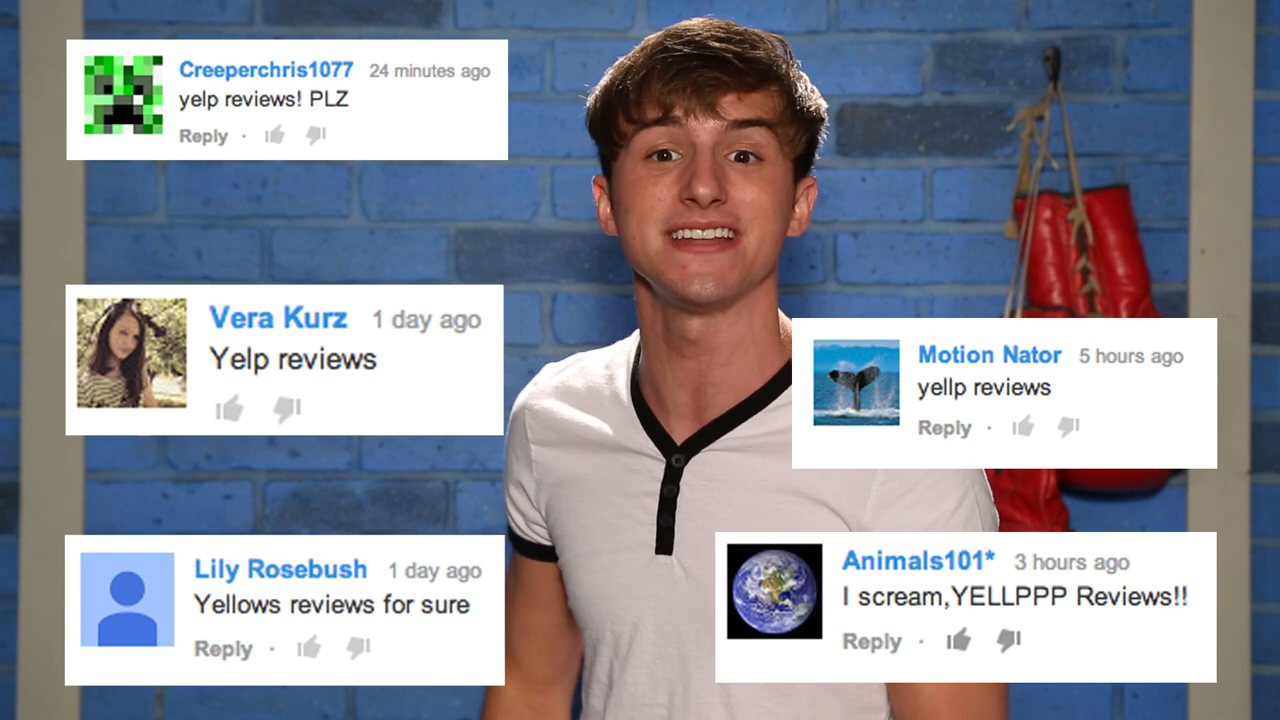 Creeperchris1077 24 minutes ago
yelp reviews! PLZ
Reply ·
Vera Kurz 1 day ago
Yelp reviews
Motion Nator 5 hours ago
yellp reviews
Reply ·
Lily Rosebush 1 day ago
Yellows reviews for sure
Reply ·
Animals101* 3 hours ago
I scream,YELLPPP Reviews!!
Reply ·